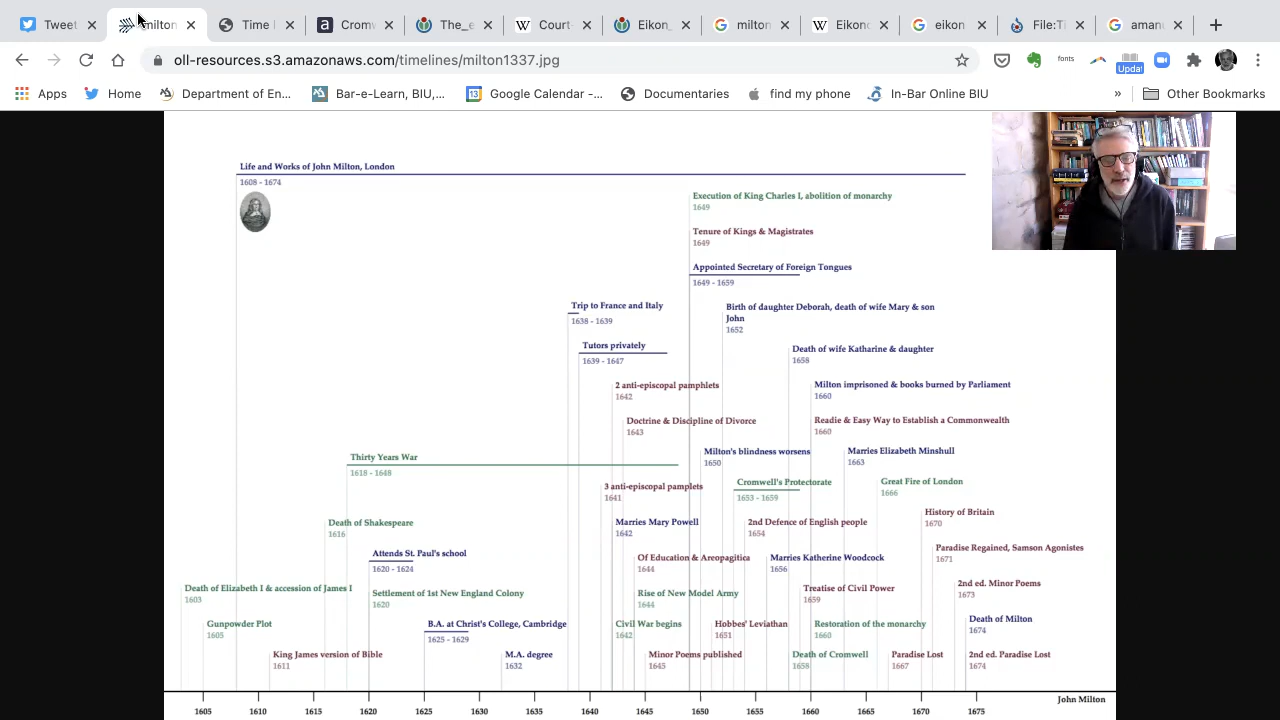 Tweet
milton
Time l
Cromw
The_e
Court-
Eikon_
milton
Eikono
eikon
File:Ti
aman
oll-resources.s3.amazonaws.com/timelines/milton1337.jpg
fonts
Updat
Apps
Home
Department of En...
Bar-e-Learn, BIU,...
Google Calendar -...
Documentaries
find my phone
In-Bar Online BIU
»
Other Bookmarks
Life and Works of John Milton, London
1608 - 1674
Execution of King Charles I, abolition of monarchy
1649
Tenure of Kings & Magistrates
1649
Appointed Secretary of Foreign Tongues
1649 - 1659
Trip to France and Italy
1638 - 1639
Birth of daughter Deborah, death of wife Mary & son
John
1652
Tutors privately
1639 - 1647
Death of wife Katharine & daughter
1658
2 anti-episcopal pamphlets
1642
Milton imprisoned & books burned by Parliament
1660
Doctrine & Discipline of Divorce
1643
Readie & Easy Way to Establish a Commonwealth
1660
Thirty Years War
1618 - 1648
Milton's blindness worsens
1650
Marries Elizabeth Minshull
1663
3 anti-episcopal pamplets
1641
Cromwell's Protectorate
1653 - 1659
Great Fire of London
1666
Death of Shakespeare
1616
Marries Mary Powell
1642
2nd Defence of English people
1654
History of Britain
1670
Attends St. Paul's school
1620 - 1624
Of Education & Areopagitica
1644
Marries Katherine Woodcock
1656
Paradise Regained, Samson Agonistes
1671
Death of Elizabeth I & accession of James I
1603
Settlement of 1st New England Colony
1620
Rise of New Model Army
1644
Treatise of Civil Power
1659
2nd ed. Minor Poems
1673
Gunpowder Plot
1605
B.A. at Christ's College, Cambridge
1625 - 1629
Civil War begins
1642
Hobbes' Leviathan
1651
Restoration of the monarchy
1660
Death of Milton
1674
King James version of Bible
1611
M.A. degree
1632
Minor Poems published
1645
Death of Cromwell
1658
Paradise Lost
1667
2nd ed. Paradise Lost
1674
John Milton
1605 1610 1615 1620 1625 1630 1635 1640 1645 1650 1655 1660 1665 1670 1675